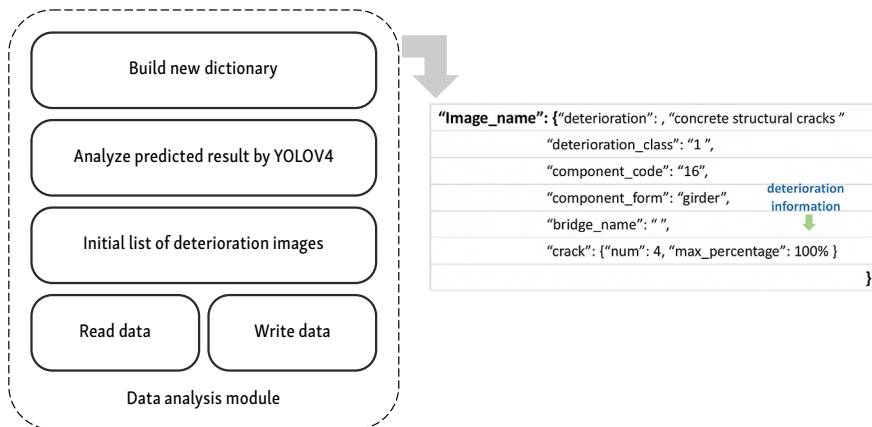 Build new dictionary
Analyze predicted result by YOLOV4
Initial list of deterioration images
Read data
Write data
Data analysis module
“Image_name”: {“deterioration”: , “concrete structural cracks ”
“deterioration_class”: “1 ”,
“component_code”: “16”,
“component_form”: “girder”,
“bridge_name”: “ ”,
“crack”: {“num”: 4, “max_percentage”: 100% }
}
deterioration
information